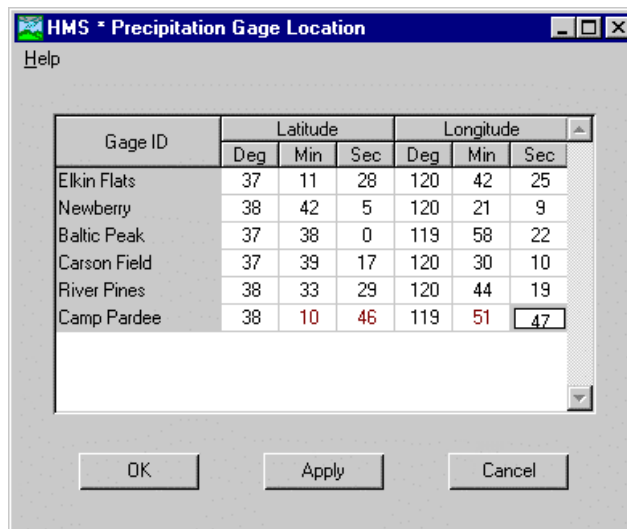 HMS * Precipitation Gage Location
Help
Gage ID Latitude Longitude
Deg Min Sec Deg Min Sec
Elkin Flats 37 11 28 120 42 25
Newberry 38 42 5 120 21 9
Baltic Peak 37 38 0 119 58 22
Carson Field 37 39 17 120 30 10
River Pines 38 33 29 120 44 19
Camp Pardee 38 10 46 119 51 47
OK Apply Cancel